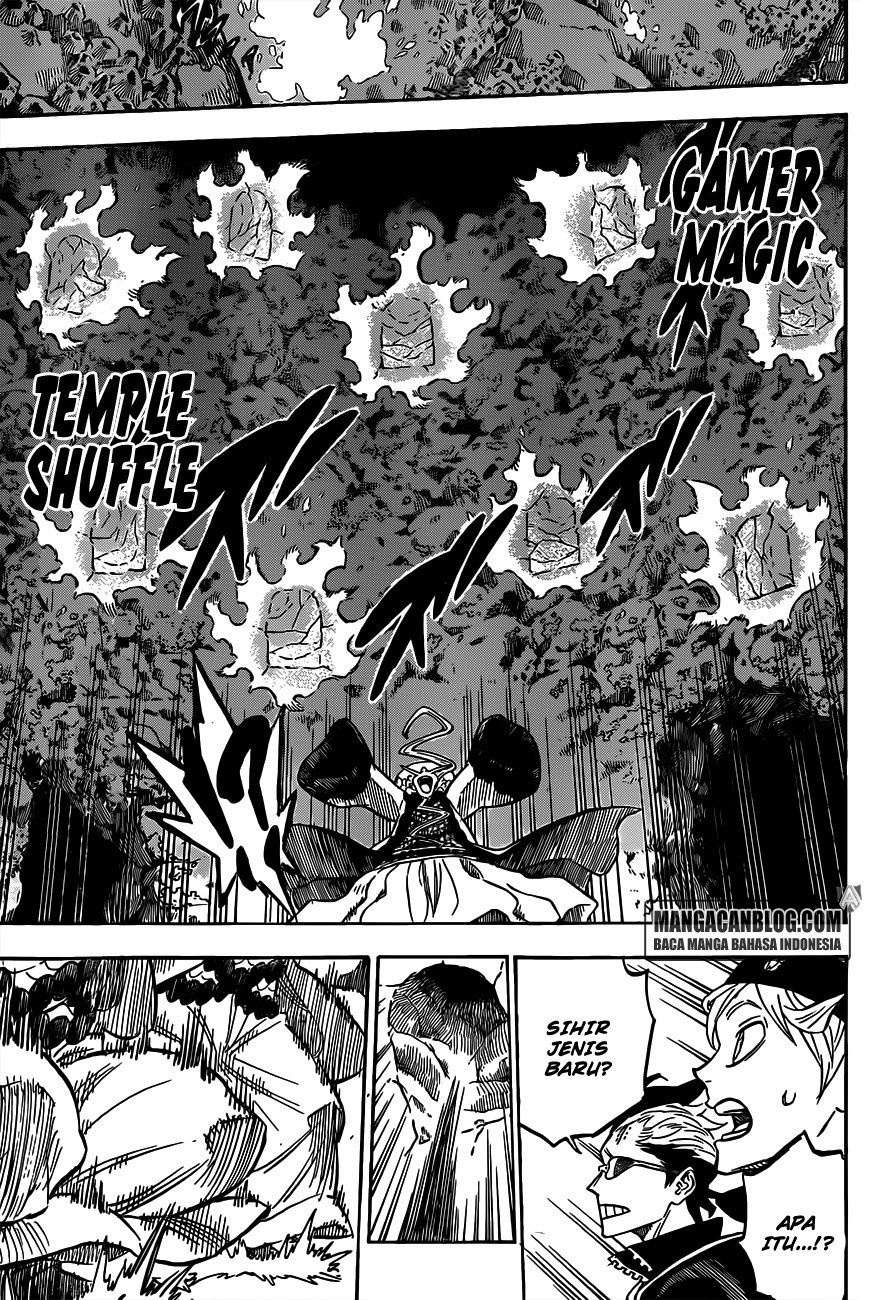 GAMER
MAGIC
TEMPLE
SHUFFLE
MANGACANBLOG.COM
BACA MANGA BAHASA INDONESIA
SIHIR
JENIS
BARU?
APA
ITU...!?